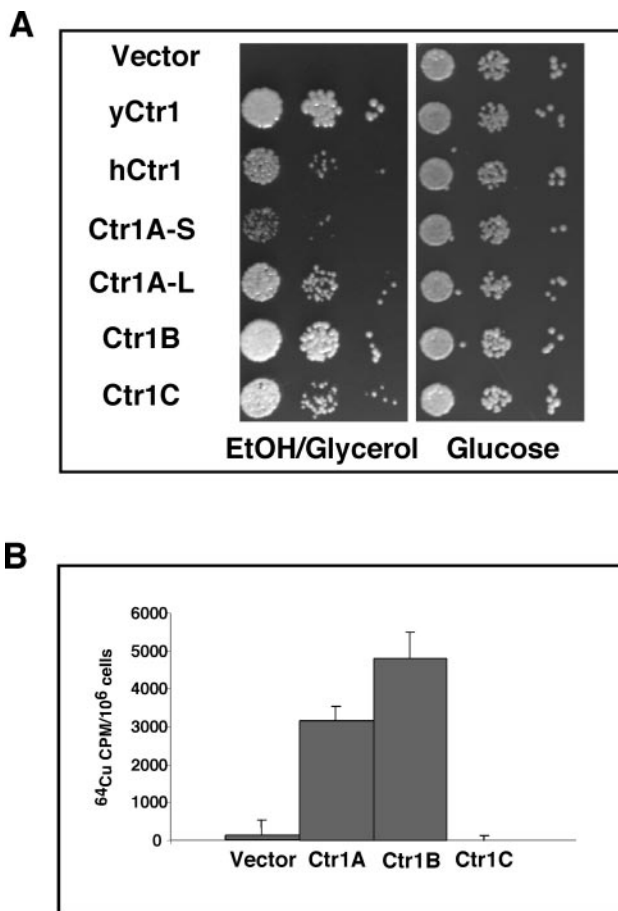 A
Vector
yCtr1
hCtr1
Ctr1A-S
Ctr1A-L
Ctr1B
Ctr1C
EtOH/Glycerol Glucose
B
⁶⁴Cu CPM/10⁶ cells
6000
5000
4000
3000
2000
1000
0
Vector Ctr1A Ctr1B Ctr1C